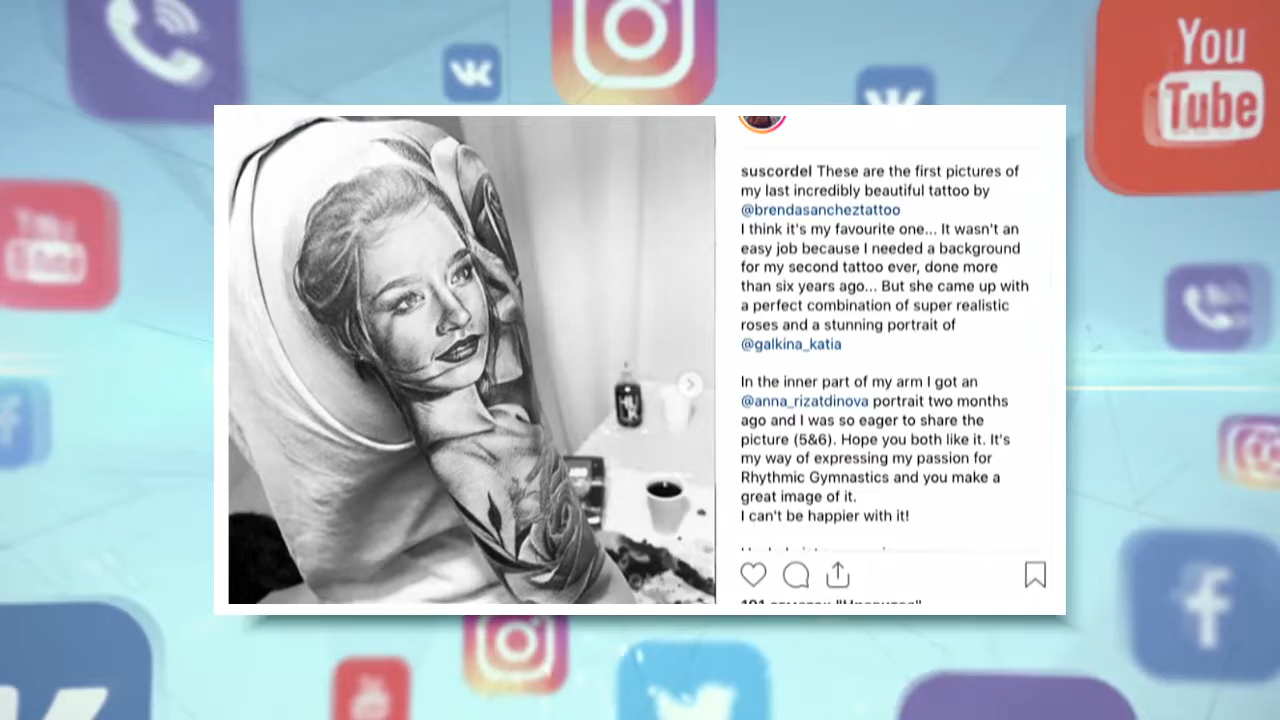 You
Tube
suscordel These are the first pictures of
my last incredibly beautiful tattoo by
@brendasancheztattoo
I think it's my favourite one... It wasn't an
easy job because I needed a background
for my second tattoo ever, done more
than six years ago... But she came up with
a perfect combination of super realistic
roses and a stunning portrait of
@galkina_katia
In the inner part of my arm I got an
@anna_rizatdinova portrait two months
ago and I was so eager to share the
picture (5&6). Hope you both like it. It's
my way of expressing my passion for
Rhythmic Gymnastics and you make a
great image of it.
I can't be happier with it!